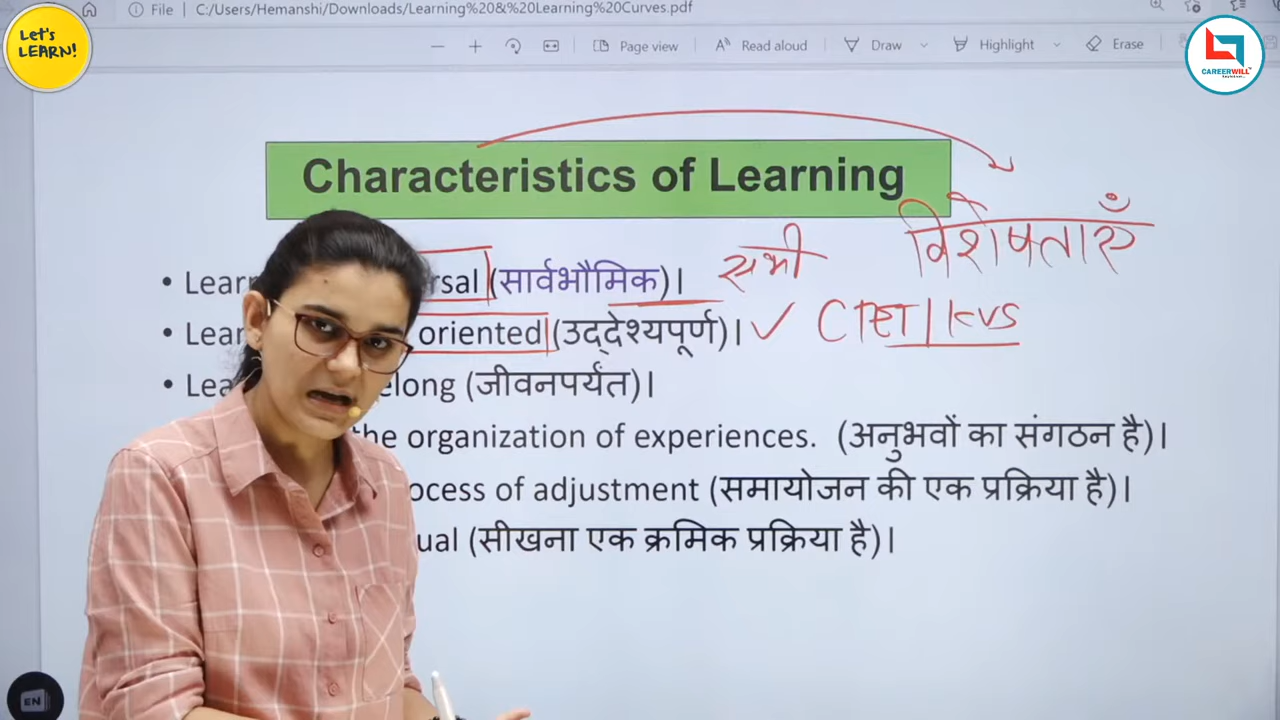 Let's LEARN!
File | C:/Users/Hemanshi/Downloads/Learning%20&%20Learning%20Curves.pdf
Page view | Read aloud | Draw | Highlight | Erase
CAREERWILL
Characteristics of Learning
विशेषताएँ
• Lear rsal (सार्वभौमिक)। सभी
• Lear oriented (उद्देश्यपूर्ण)। ✓ CTET | KVS
• Lea elong (जीवनपर्यंत)।
the organization of experiences. (अनुभवों का संगठन है)।
ocess of adjustment (समायोजन की एक प्रक्रिया है)।
ual (सीखना एक क्रमिक प्रक्रिया है)।
EN